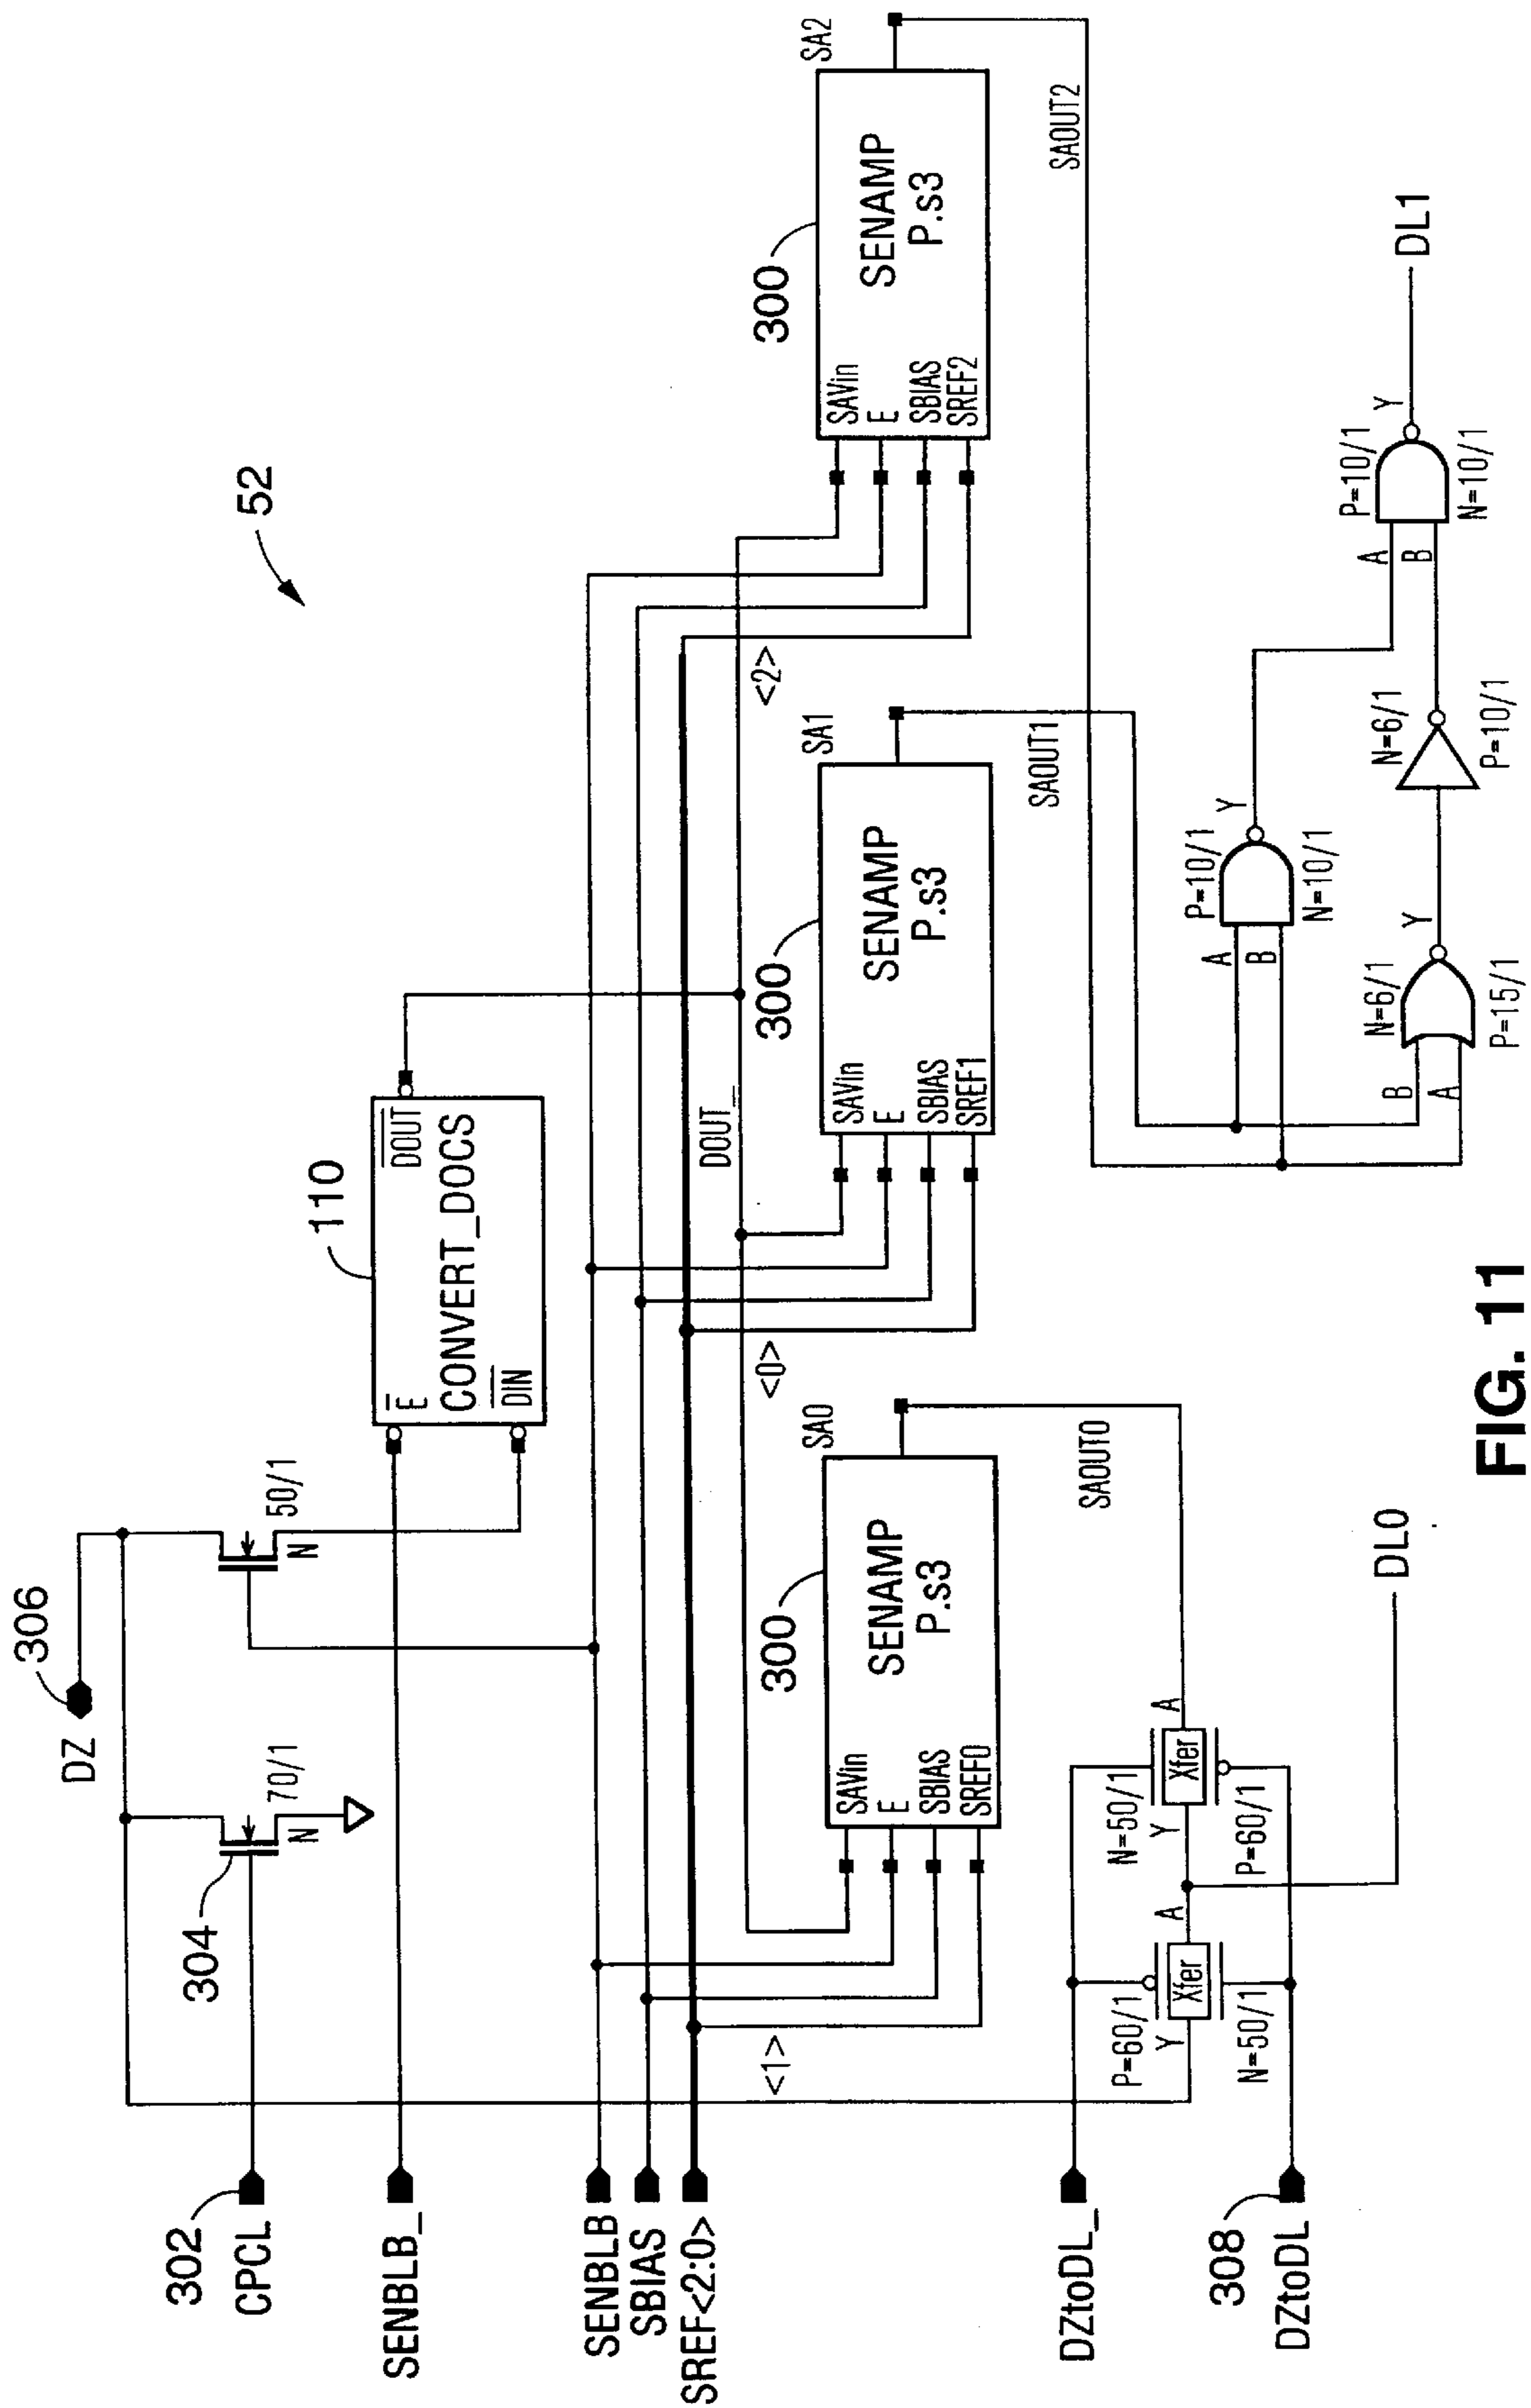 52
306
DZ
110
302
CPCL
304
N
70/1
N
50/1
E
DOUT
CONVERT_DOCS
DIN
SENBLB_
SENBLB
SBIAS
SREF<2:0>
DOUT_
<1>
<0>
<2>
300
SAVin
E
SBIAS
SREF0
SENAMP
P.s3
SA0
SAOUT0
300
SAVin
E
SBIAS
SREF1
SENAMP
P.s3
SA1
SAOUT1
300
SAVin
E
SBIAS
SREF2
SENAMP
P.s3
SA2
SAOUT2
DZtoDL_
308
DZtoDL
P=60/1
Y
Xfer
A
N=50/1
N=50/1
Y
Xfer
A
P=60/1
DL0
P=10/1
A
B
Y
N=10/1
N=6/1
B
A
Y
P=15/1
N=6/1
P=10/1
P=10/1
A
B
Y
N=10/1
DL1
FIG. 11